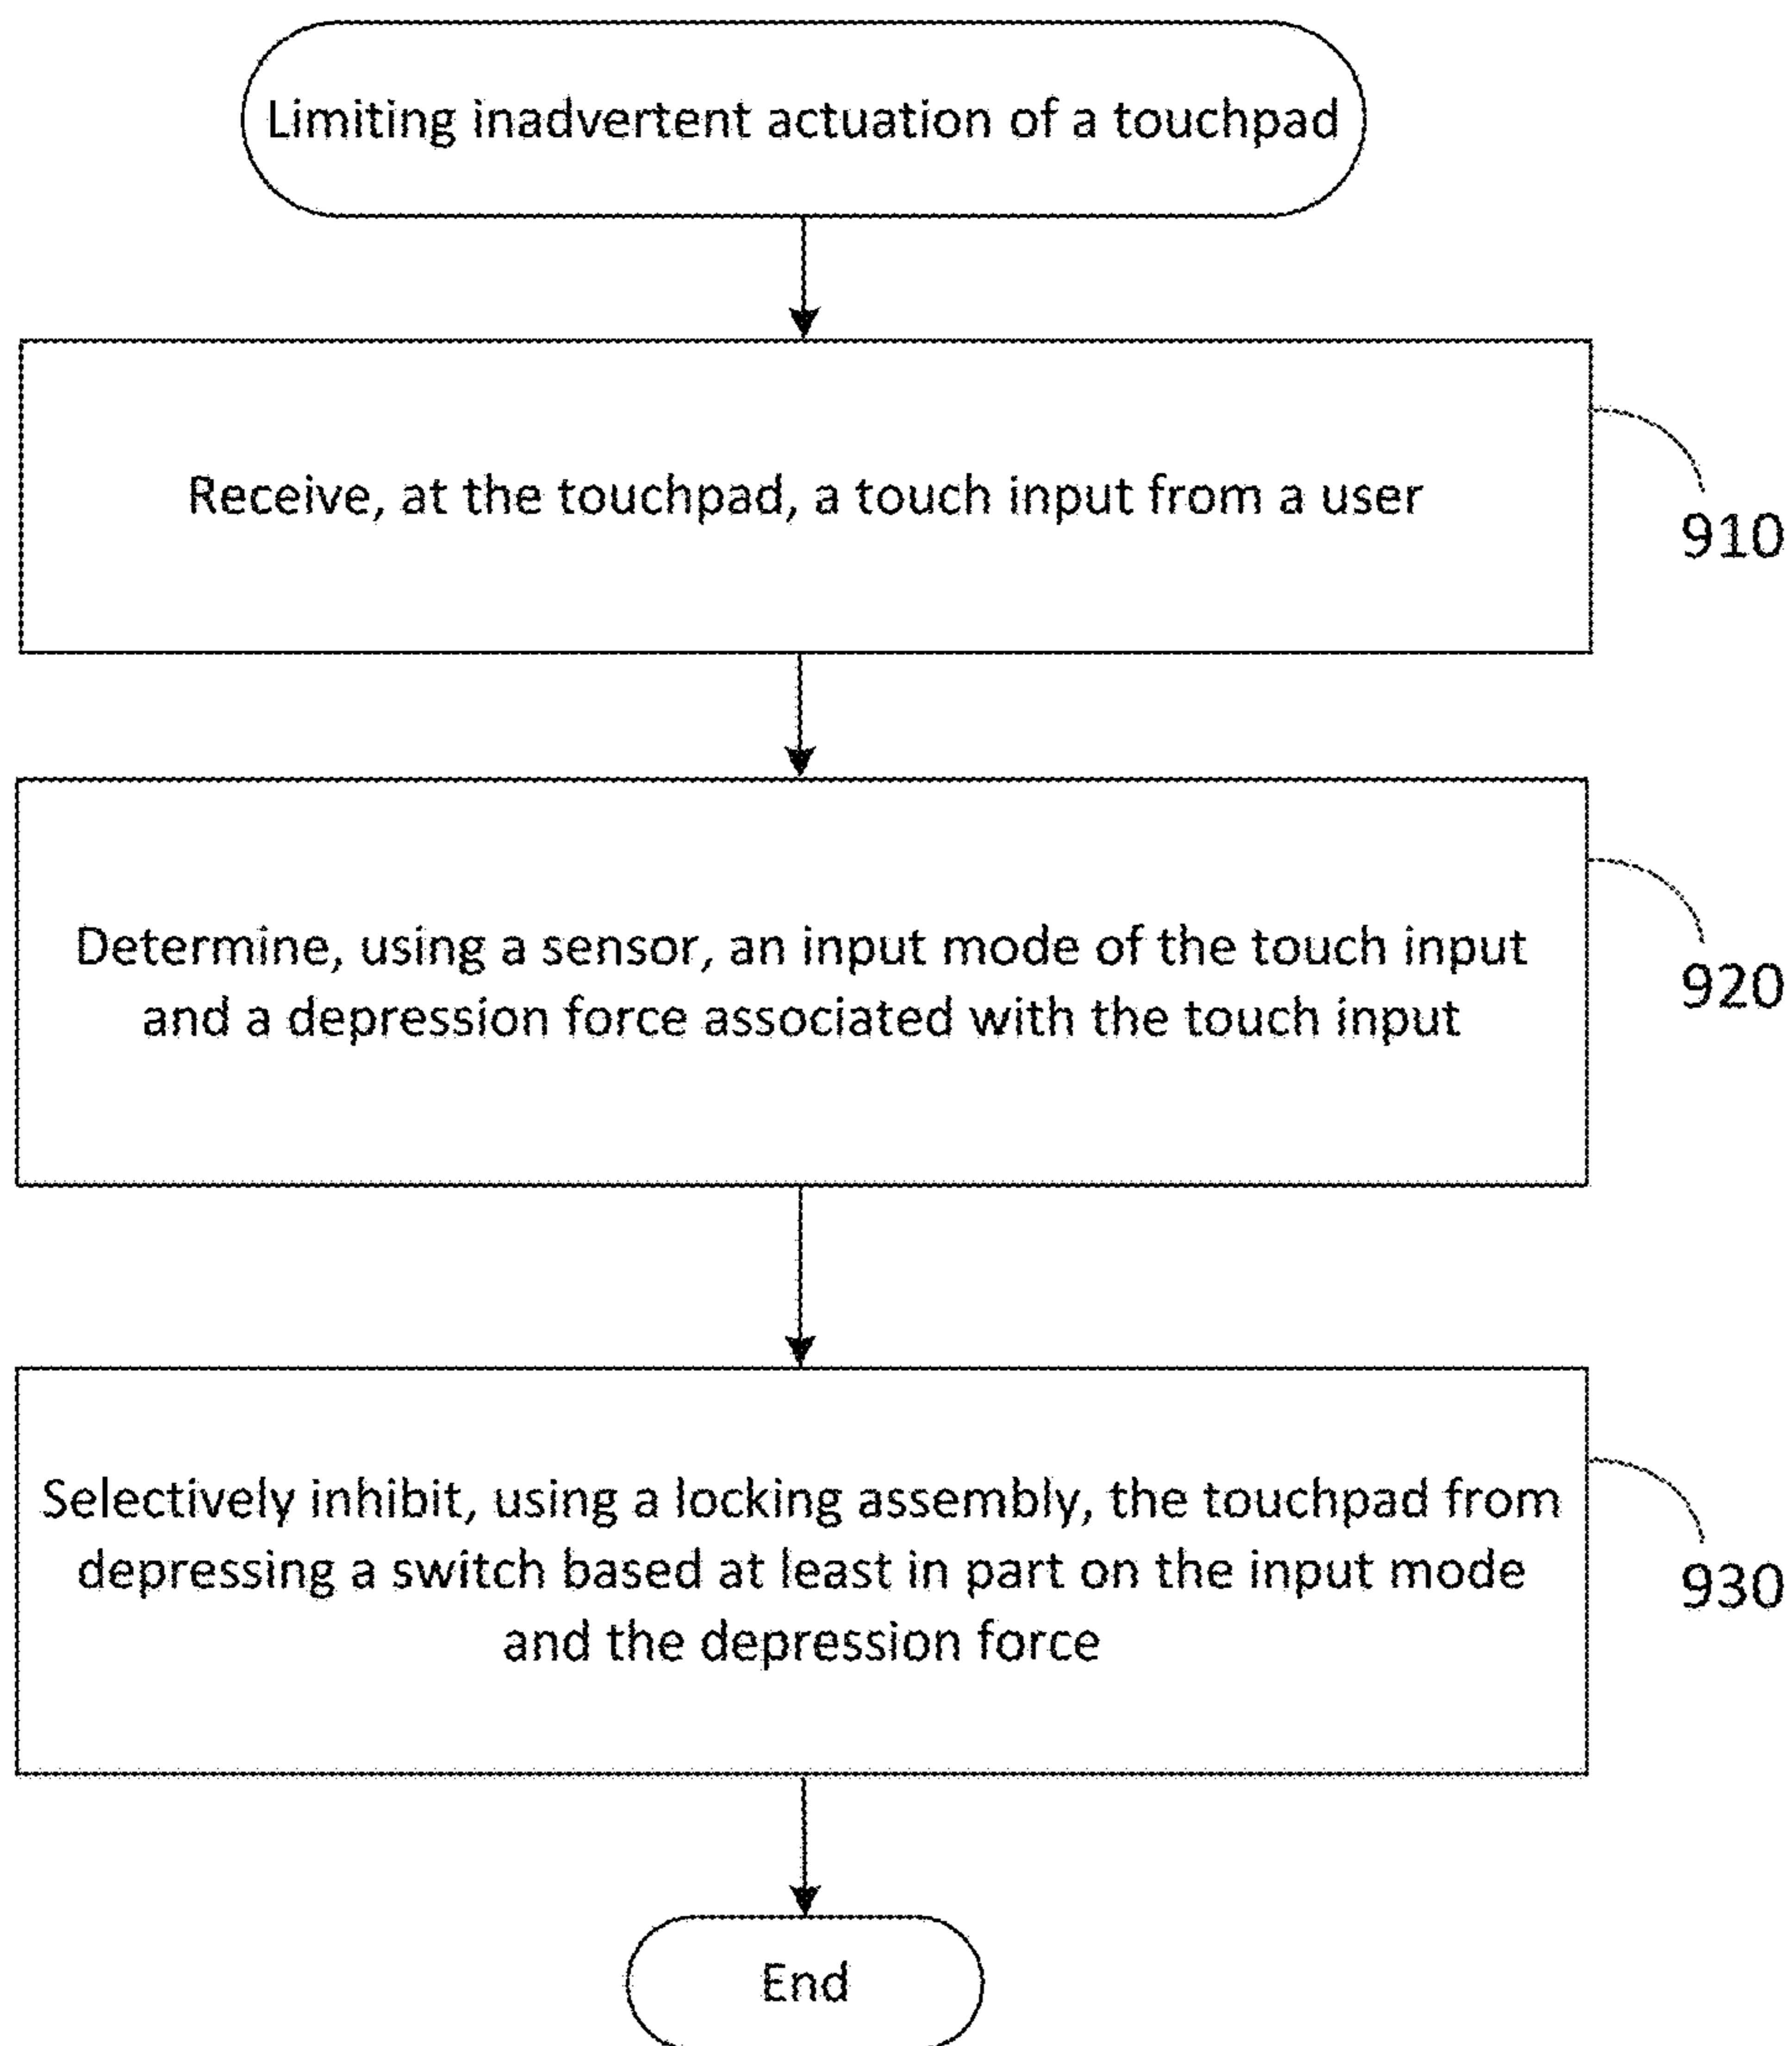 Limiting inadvertent actuation of a touchpad
Receive, at the touchpad, a touch input from a user
910
Determine, using a sensor, an input mode of the touch input
and a depression force associated with the touch input
920
Selectively inhibit, using a locking assembly, the touchpad from
depressing a switch based at least in part on the input mode
and the depression force
930
End